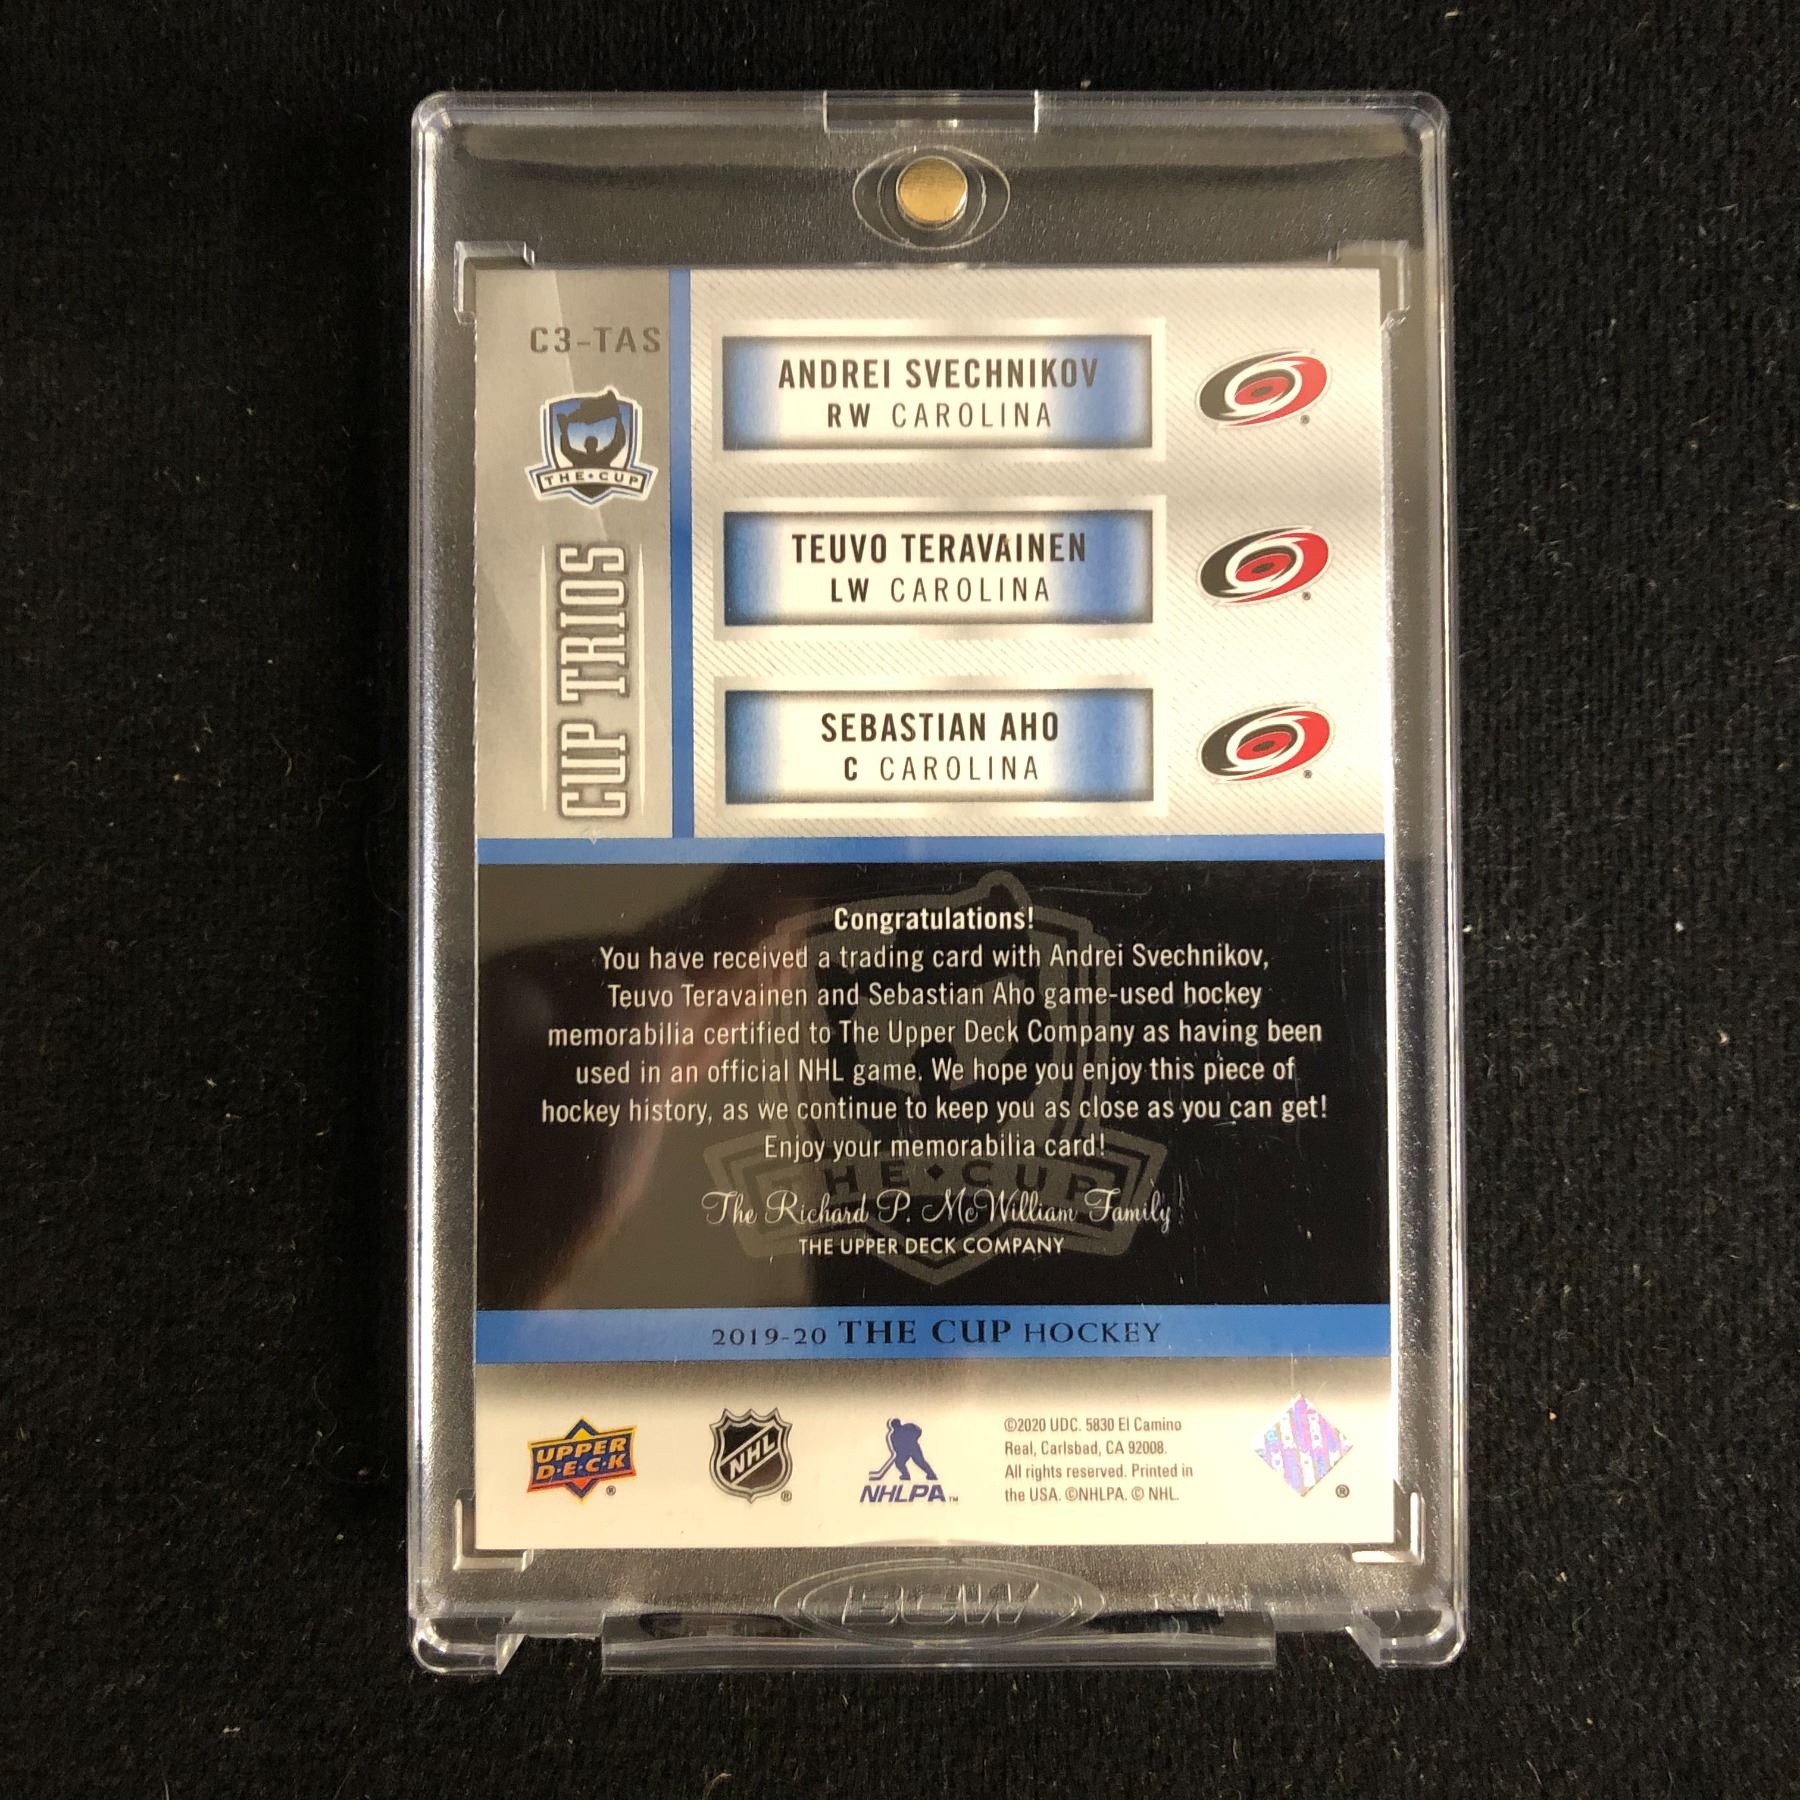 C3-TAS
THE CUP
CUP TRIOS
ANDREI SVECHNIKOV
RW CAROLINA
TEUVO TERAVAINEN
LW CAROLINA
SEBASTIAN AHO
C CAROLINA
Congratulations!
You have received a trading card with Andrei Svechnikov,
Teuvo Teravainen and Sebastian Aho game-used hockey
memorabilia certified to The Upper Deck Company as having been
used in an official NHL game. We hope you enjoy this piece of
hockey history, as we continue to keep you as close as you can get!
Enjoy your memorabilia card!
THE CUP
The Richard P. McWilliam Family
THE UPPER DECK COMPANY
2019-20 THE CUP HOCKEY
UPPER
D·E·C·K
®
NHL
®
NHLPA™
©2020 UDC. 5830 El Camino
Real, Carlsbad, CA 92008.
All rights reserved. Printed in
the USA. ©NHLPA. © NHL.
®
BCW